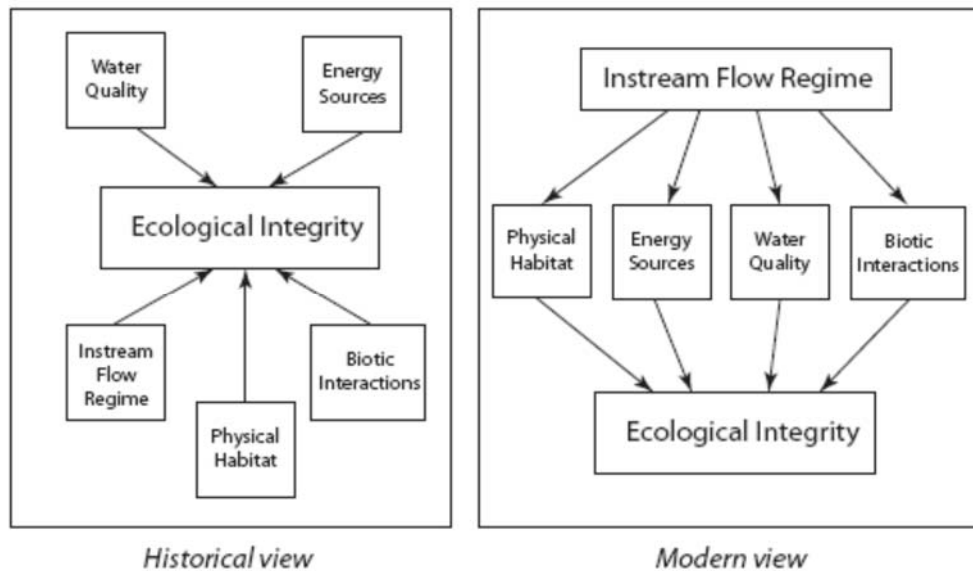 Water
Quality
Energy
Sources
Ecological Integrity
Instream
Flow
Regime
Physical
Habitat
Biotic
Interactions
Historical view
Instream Flow Regime
Physical
Habitat
Energy
Sources
Water
Quality
Biotic
Interactions
Ecological Integrity
Modern view